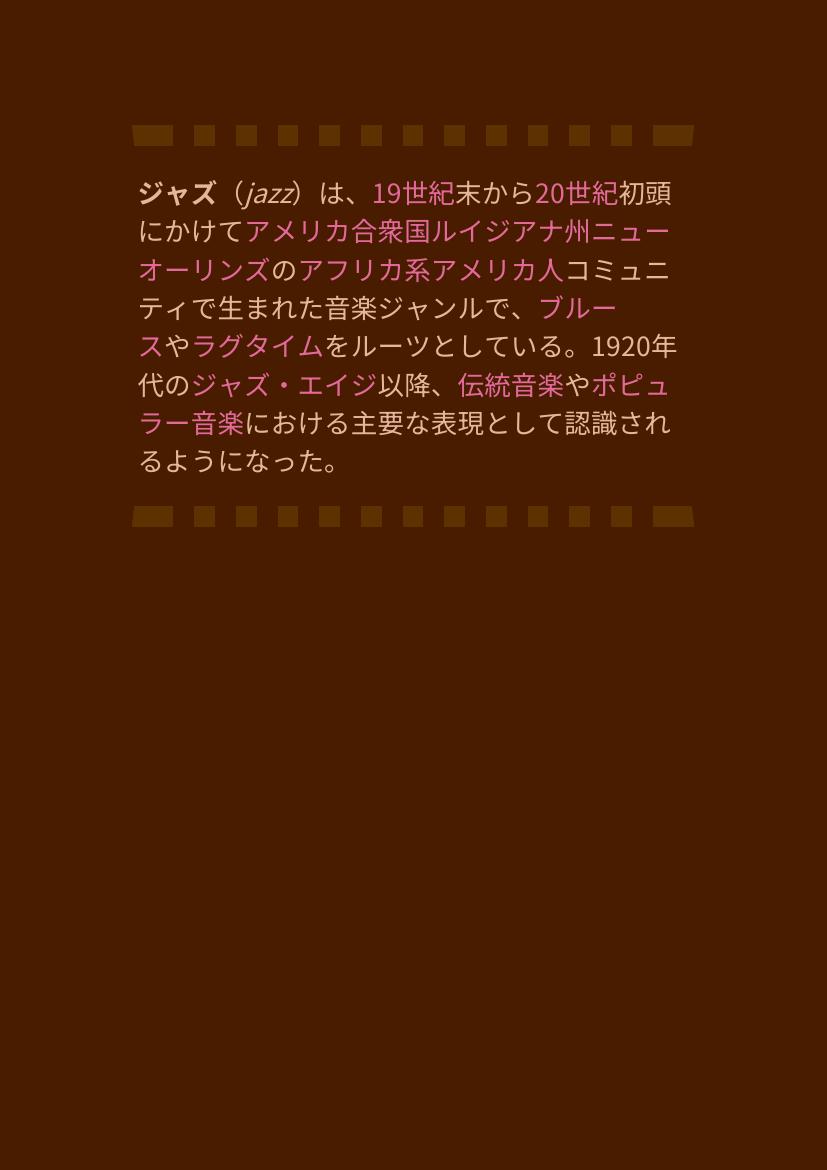 ジャズ（jazz）は、19世紀末から20世紀初頭
にかけてアメリカ合衆国ルイジアナ州ニュー
オーリンズのアフリカ系アメリカ人コミュニ
ティで生まれた音楽ジャンルで、ブルー
スやラグタイムをルーツとしている。1920年
代のジャズ・エイジ以降、伝統音楽やポピュ
ラー音楽における主要な表現として認識され
るようになった。